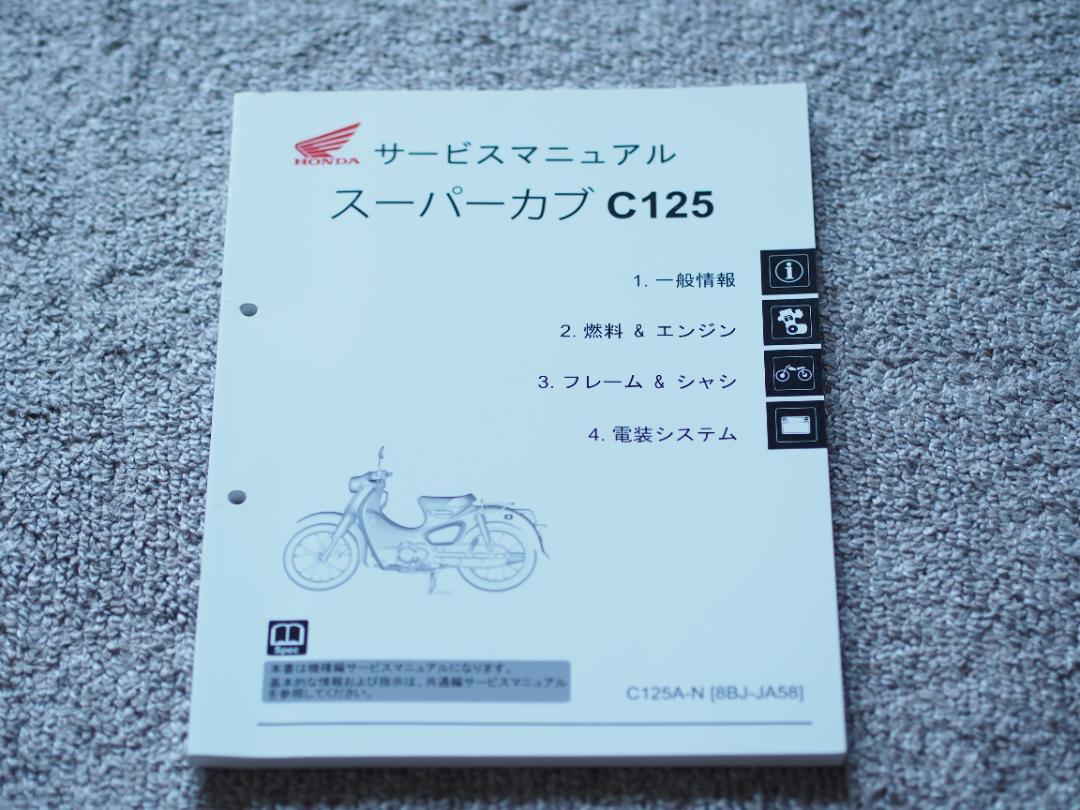 HONDA サービスマニュアル
スーパーカブ C125
1. 一般情報
2. 燃料 & エンジン
3. フレーム & シャシ
4. 電装システム
Spec
本書は機種編サービスマニュアルになります。
基本的な情報および指示は、共通編サービスマニュアル
を参照してください。
C125A-N [8BJ-JA58]